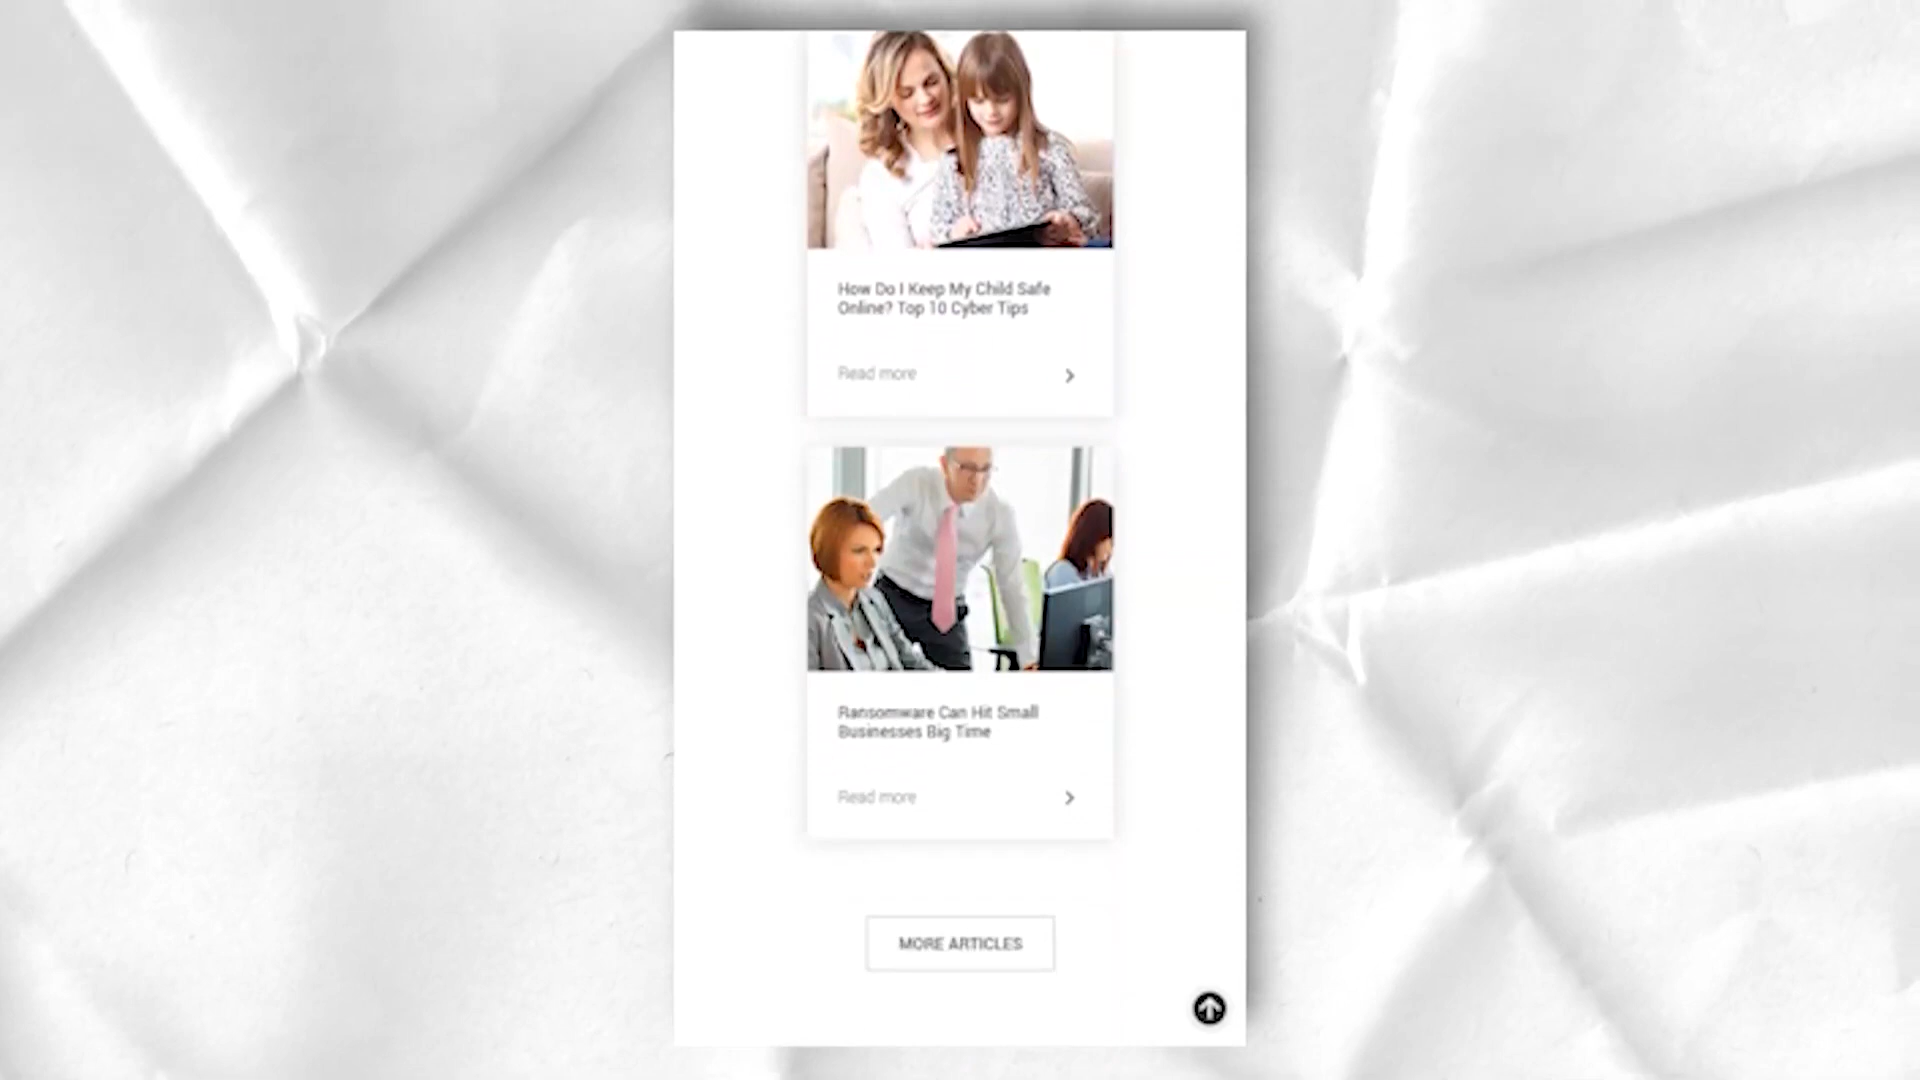 How Do I Keep My Child Safe
Online? Top 10 Cyber Tips
Read more
Ransomware Can Hit Small
Businesses Big Time
Read more
MORE ARTICLES